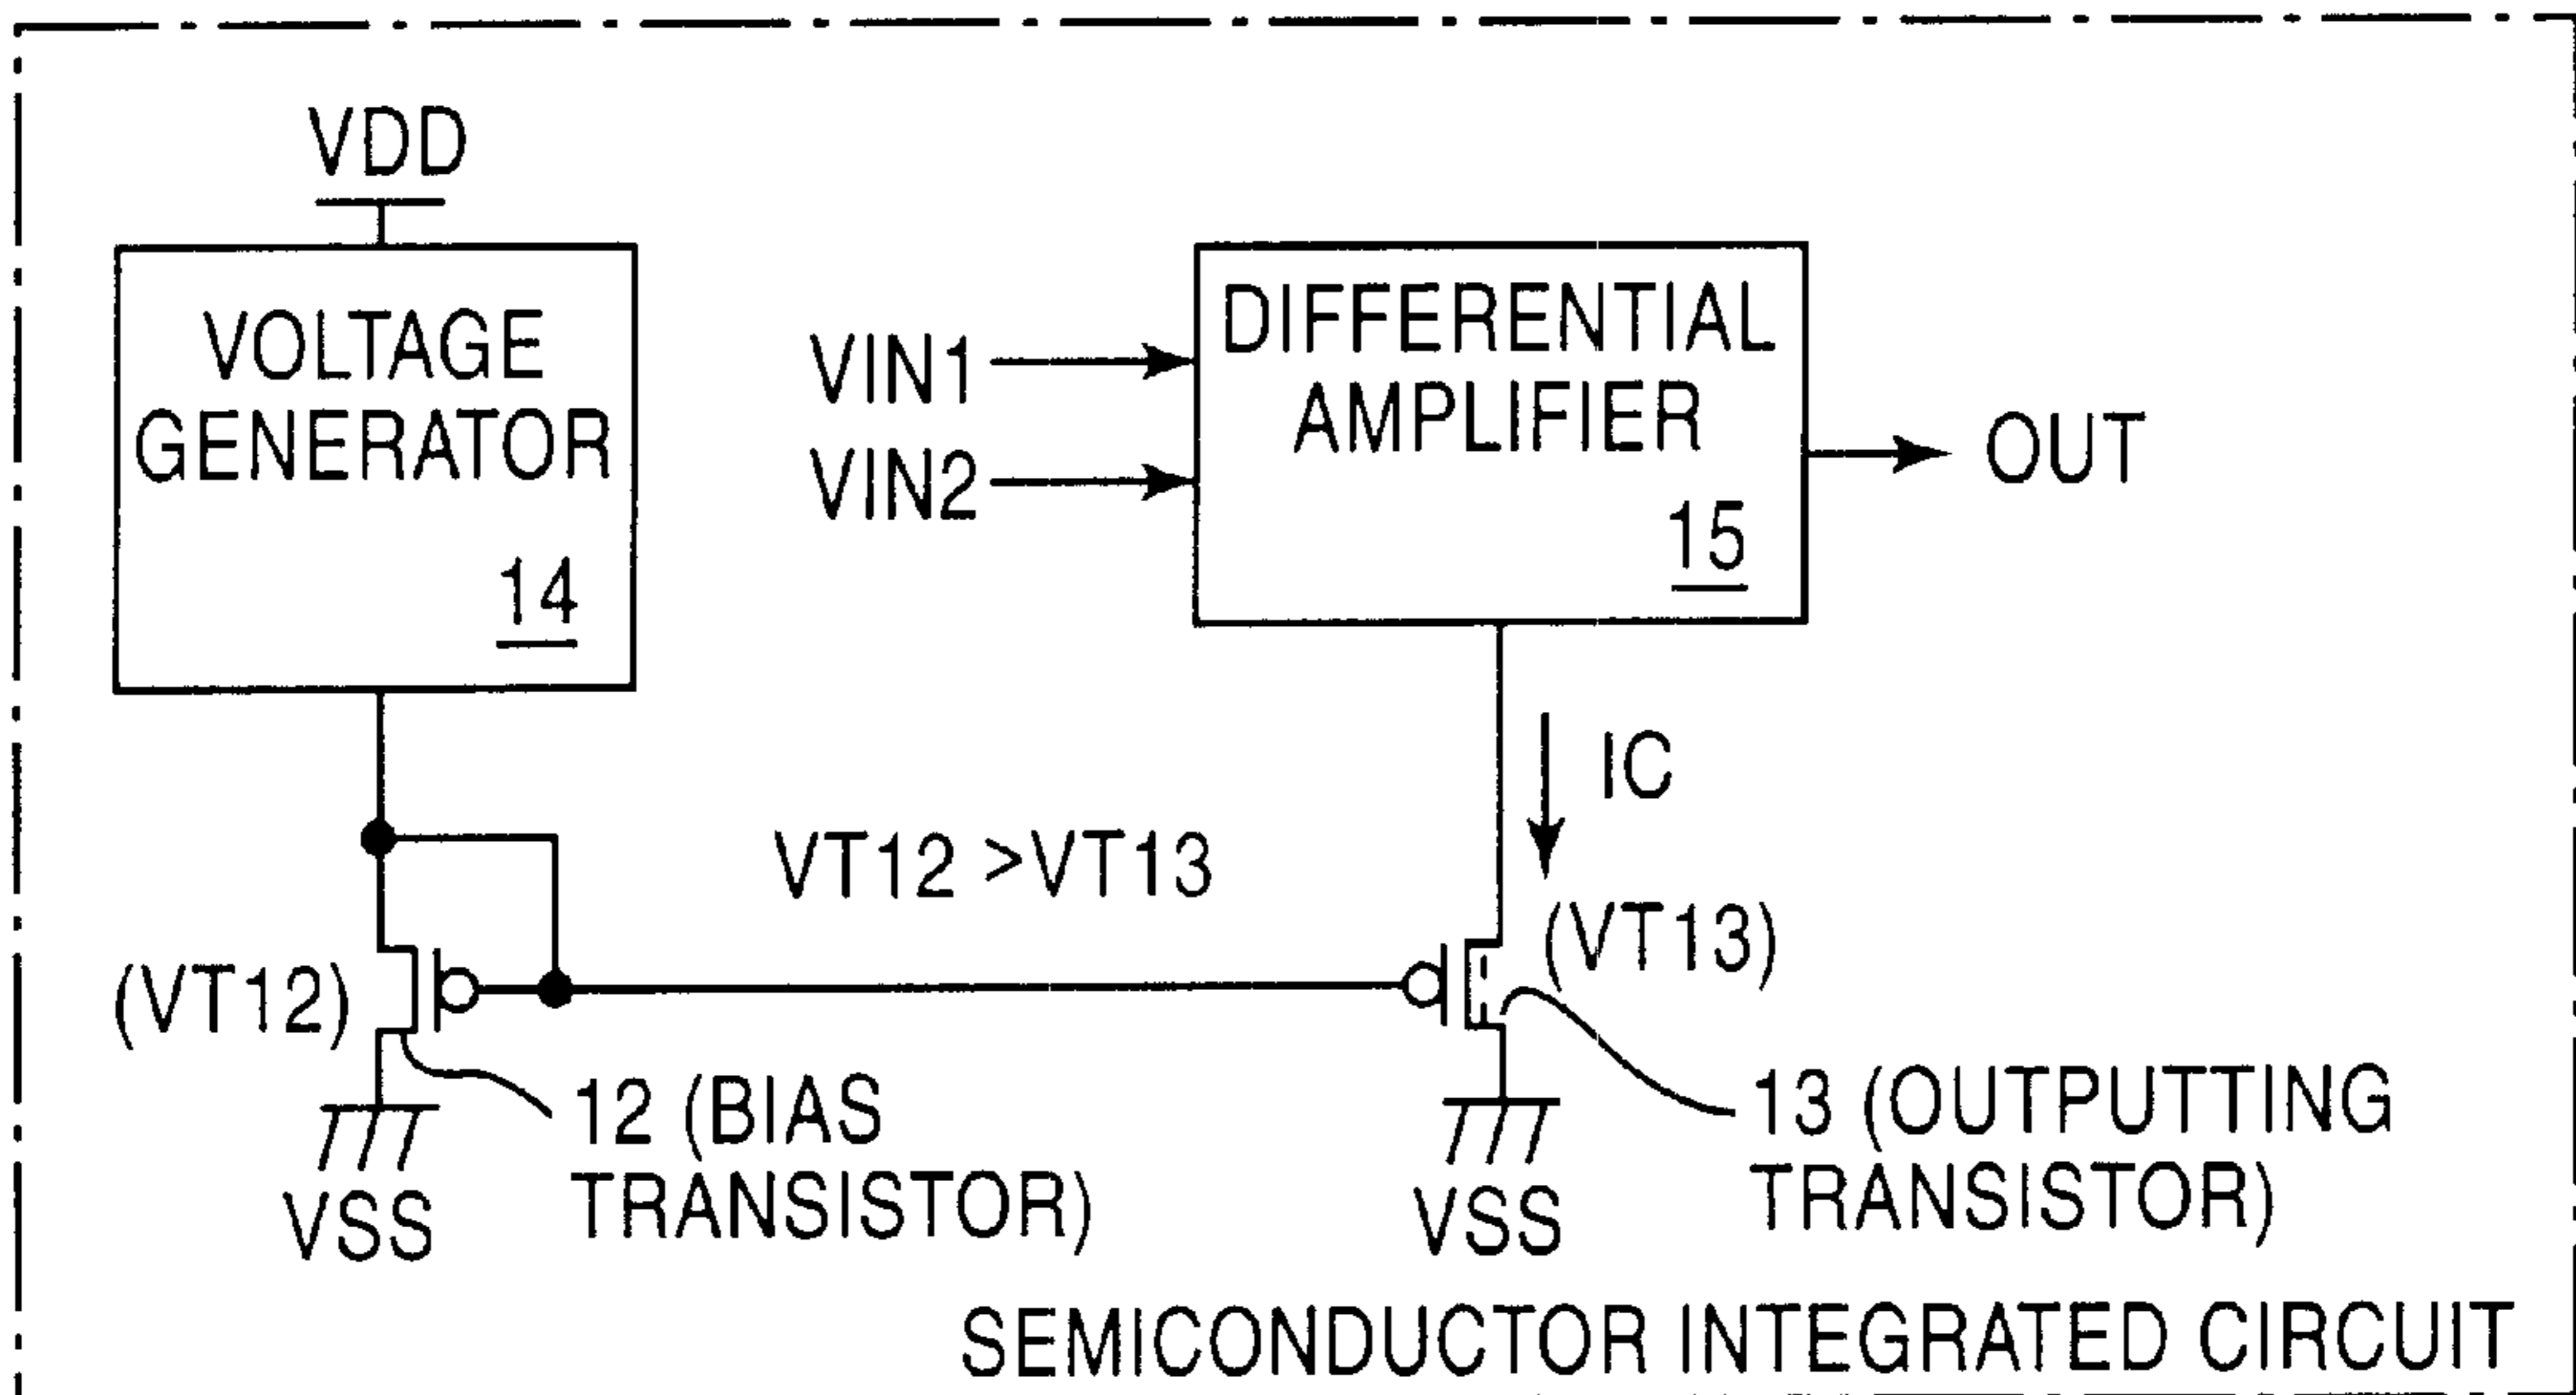 VDD
VOLTAGE
GENERATOR
14
DIFFERENTIAL
AMPLIFIER
15
VIN1
VIN2
OUT
IC
VT12 >VT13
(VT12)
(VT13)
12 (BIAS
TRANSISTOR)
13 (OUTPUTTING
TRANSISTOR)
VSS
VSS
SEMICONDUCTOR INTEGRATED CIRCUIT